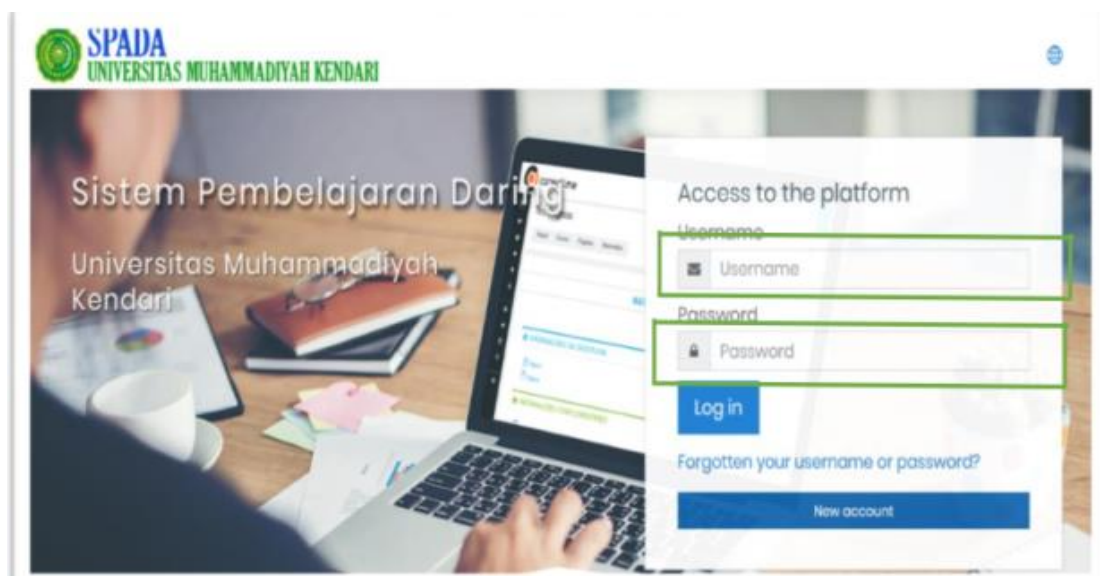 SPADA
UNIVERSITAS MUHAMMADIYAH KENDARI
Sistem Pembelajaran Daring
Universitas Muhammadiyah
Kendari
Access to the platform
Username
Username
Password
Password
Log in
Forgotten your username or password?
New account